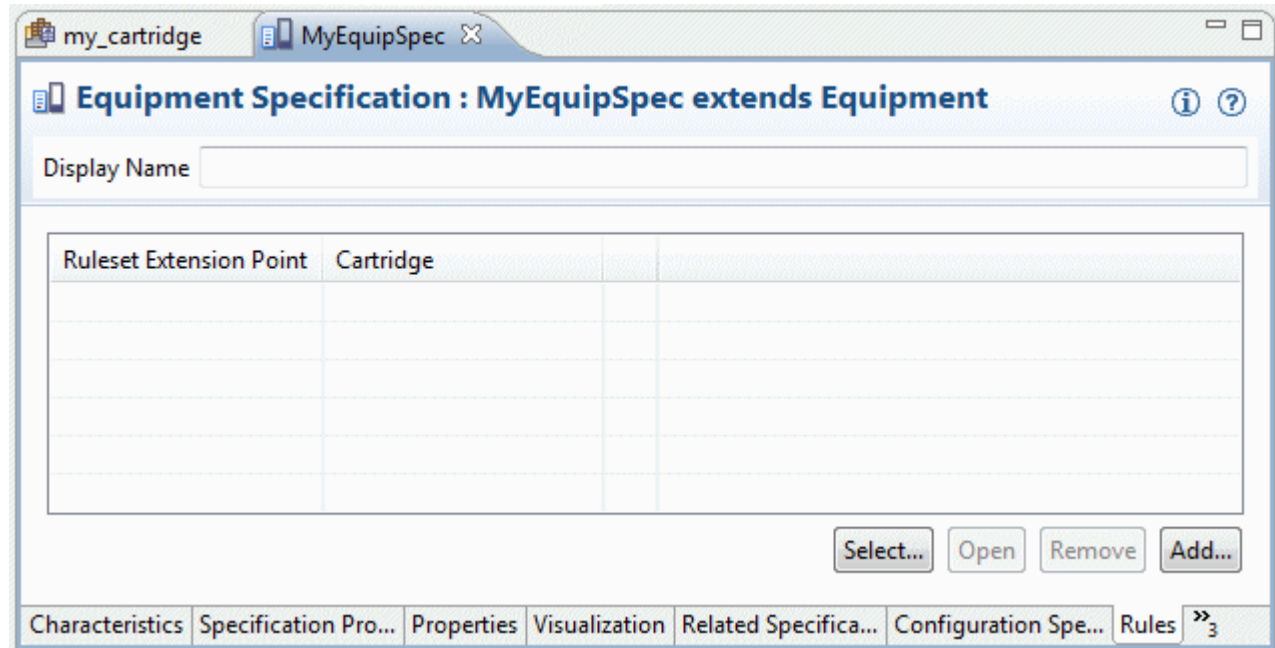 my_cartridge MyEquipSpec
Equipment Specification : MyEquipSpec extends Equipment
Display Name
Ruleset Extension Point Cartridge
Select... Open Remove Add...
Characteristics Specification Pro... Properties Visualization Related Specifica... Configuration Spe... Rules »3